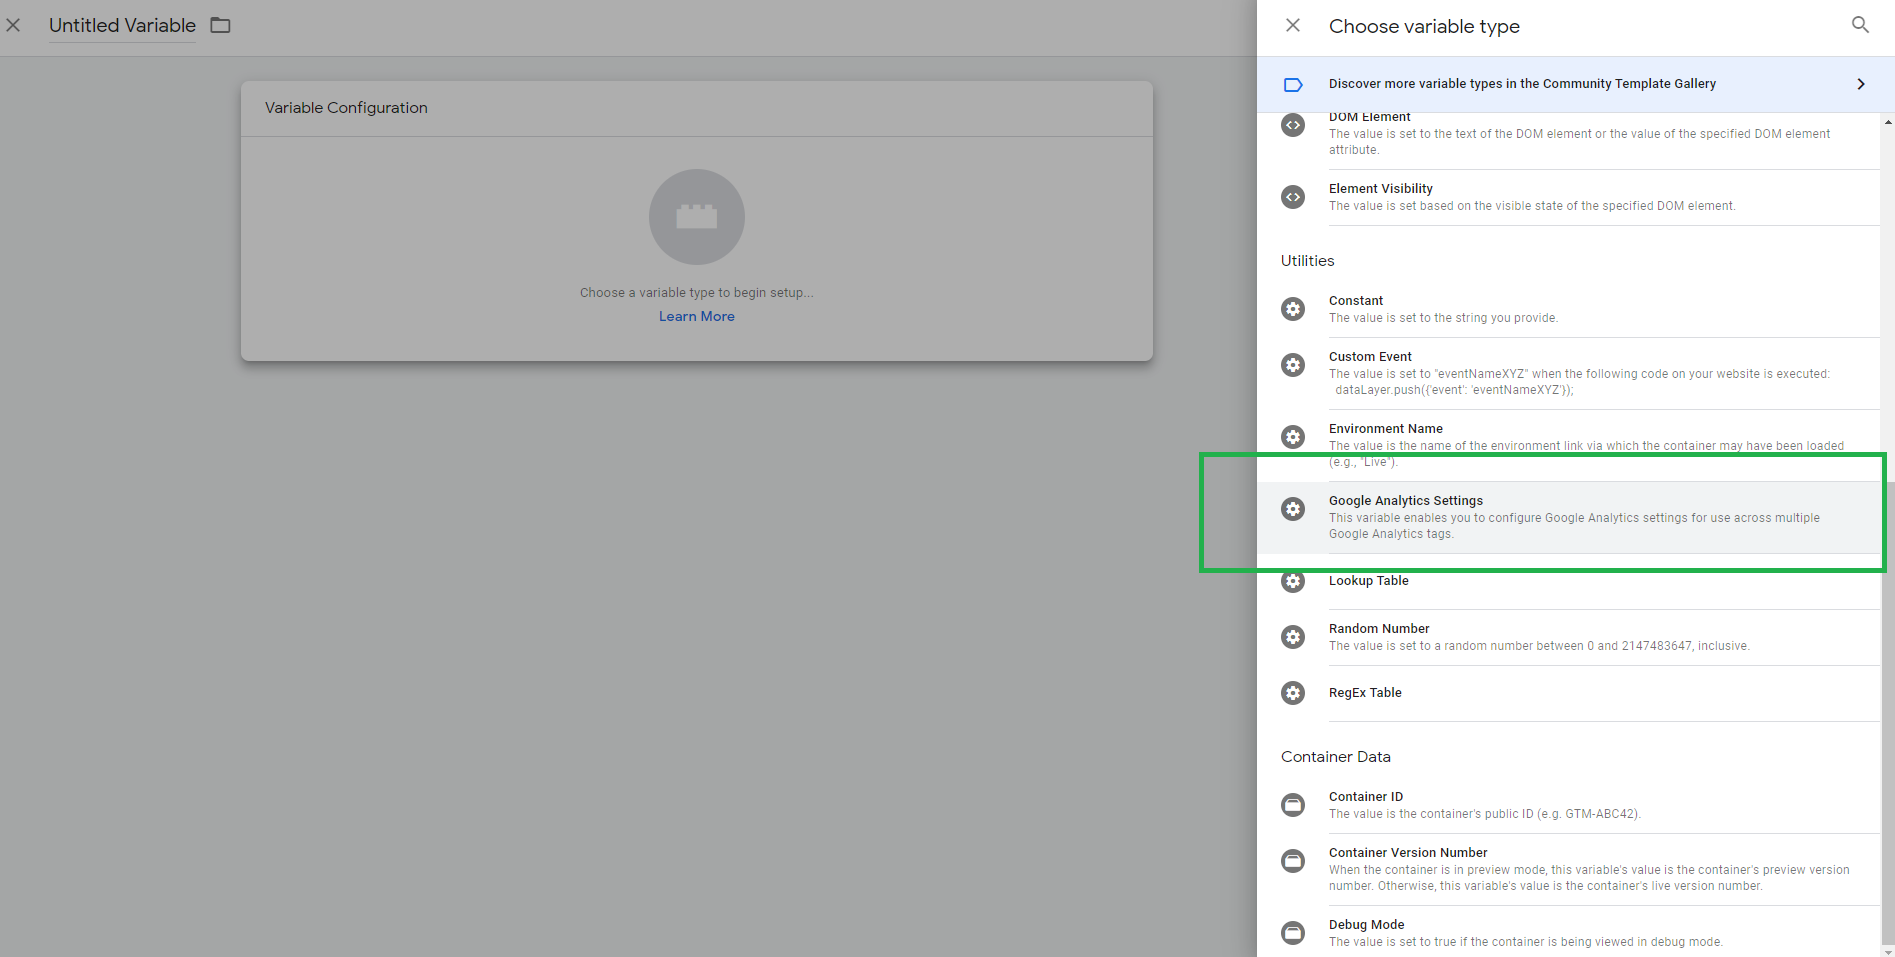 Untitled Variable
Variable Configuration
Choose a variable type to begin setup...
Learn More
Choose variable type
Discover more variable types in the Community Template Gallery
DOM Element
The value is set to the text of the DOM element or the value of the specified DOM element
attribute.
Element Visibility
The value is set based on the visible state of the specified DOM element.
Utilities
Constant
The value is set to the string you provide.
Custom Event
The value is set to "eventNameXYZ" when the following code on your website is executed:
dataLayer.push({'event': 'eventNameXYZ'});
Environment Name
The value is the name of the environment link via which the container may have been loaded
(e.g., "Live").
Google Analytics Settings
This variable enables you to configure Google Analytics settings for use across multiple
Google Analytics tags.
Lookup Table
Random Number
The value is set to a random number between 0 and 2147483647, inclusive.
RegEx Table
Container Data
Container ID
The value is the container's public ID (e.g. GTM-ABC42).
Container Version Number
When the container is in preview mode, this variable's value is the container's preview version
number. Otherwise, this variable's value is the container's live version number.
Debug Mode
The value is set to true if the container is being viewed in debug mode.